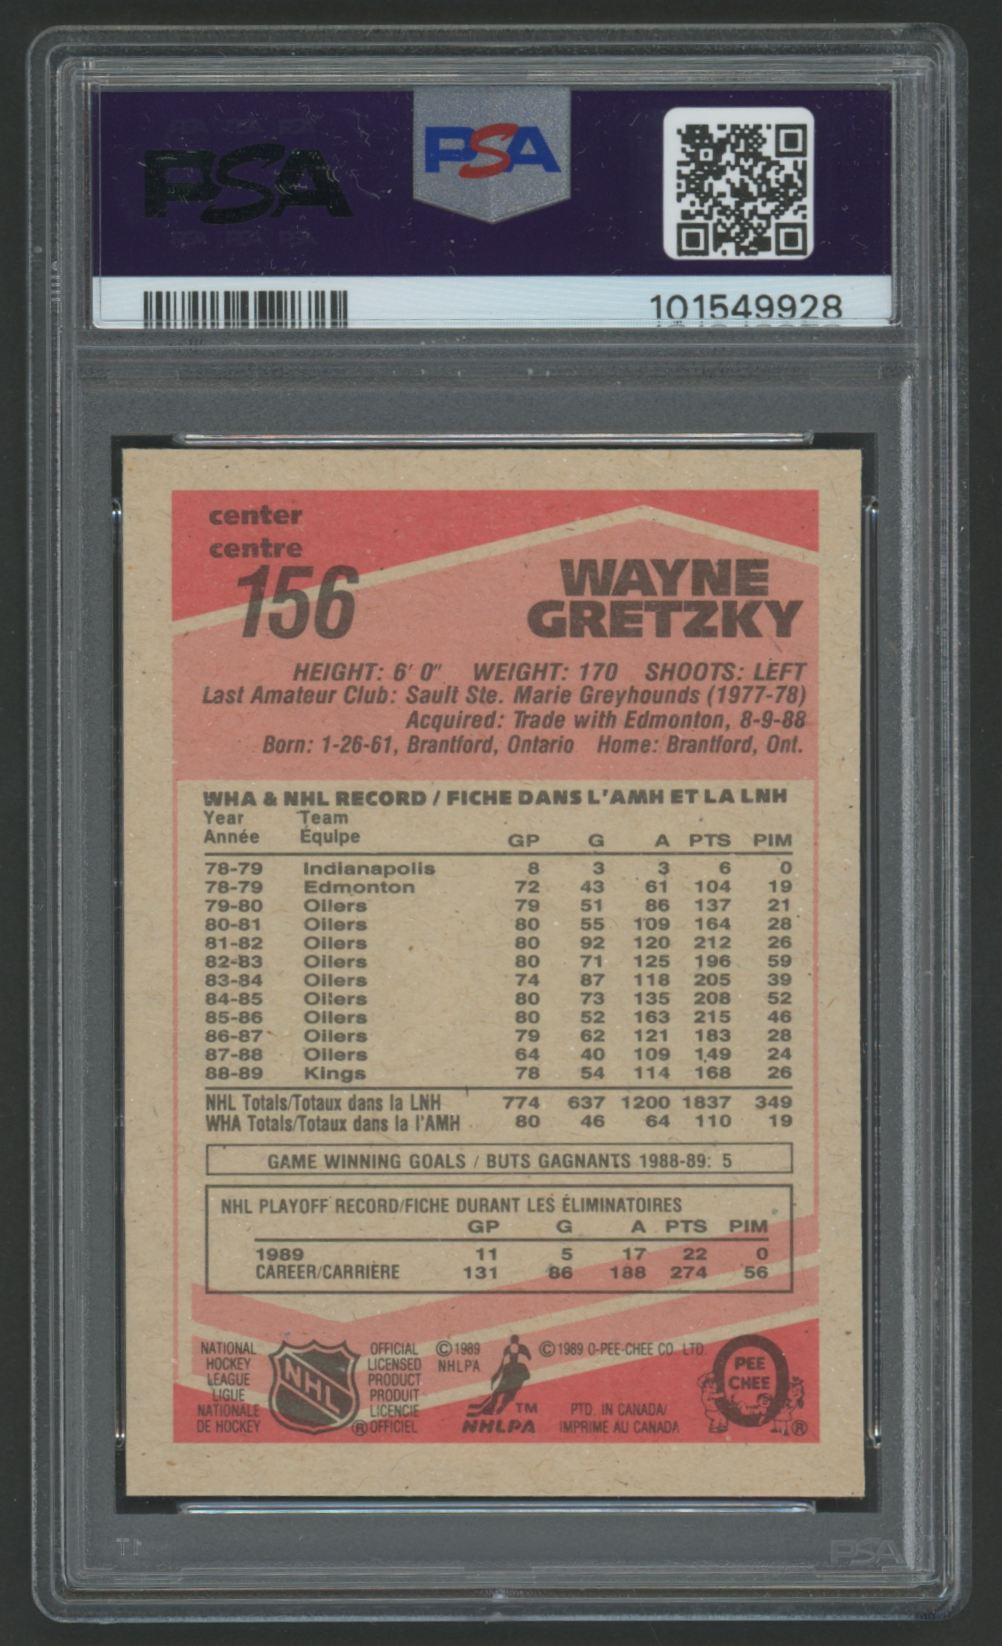 PSA
PSA
101549928
center
centre
156
WAYNE
GRETZKY
HEIGHT: 6' 0" WEIGHT: 170 SHOOTS: LEFT
Last Amateur Club: Sault Ste. Marie Greyhounds (1977-78)
Acquired: Trade with Edmonton, 8-9-88
Born: 1-26-61, Brantford, Ontario Home: Brantford, Ont.
WHA & NHL RECORD / FICHE DANS L'AMH ET LA LNH
Year Team
Année Équipe GP G A PTS PIM
78-79 Indianapolis 8 3 3 6 0
78-79 Edmonton 72 43 61 104 19
79-80 Oilers 79 51 86 137 21
80-81 Oilers 80 55 109 164 28
81-82 Oilers 80 92 120 212 26
82-83 Oilers 80 71 125 196 59
83-84 Oilers 74 87 118 205 39
84-85 Oilers 80 73 135 208 52
85-86 Oilers 80 52 163 215 46
86-87 Oilers 79 62 121 183 28
87-88 Oilers 64 40 109 149 24
88-89 Kings 78 54 114 168 26
NHL Totals/Totaux dans la LNH 774 637 1200 1837 349
WHA Totals/Totaux dans la l'AMH 80 46 64 110 19
GAME WINNING GOALS / BUTS GAGNANTS 1988-89: 5
NHL PLAYOFF RECORD/FICHE DURANT LES ÉLIMINATOIRES
GP G A PTS PIM
1989 11 5 17 22 0
CAREER/CARRIÈRE 131 86 188 274 56
NATIONAL
HOCKEY
LEAGUE
LIGUE
NATIONALE
DE HOCKEY
NHL
OFFICIAL
LICENSED
PRODUCT
PRODUIT
LICENCIE
® OFFICIEL
© 1989
NHLPA
TM
NHLPA
© 1989 O-PEE-CHEE CO. LTD.
PTD. IN CANADA/
IMPRIME AU CANADA
PEE
CHEE
®
PSA